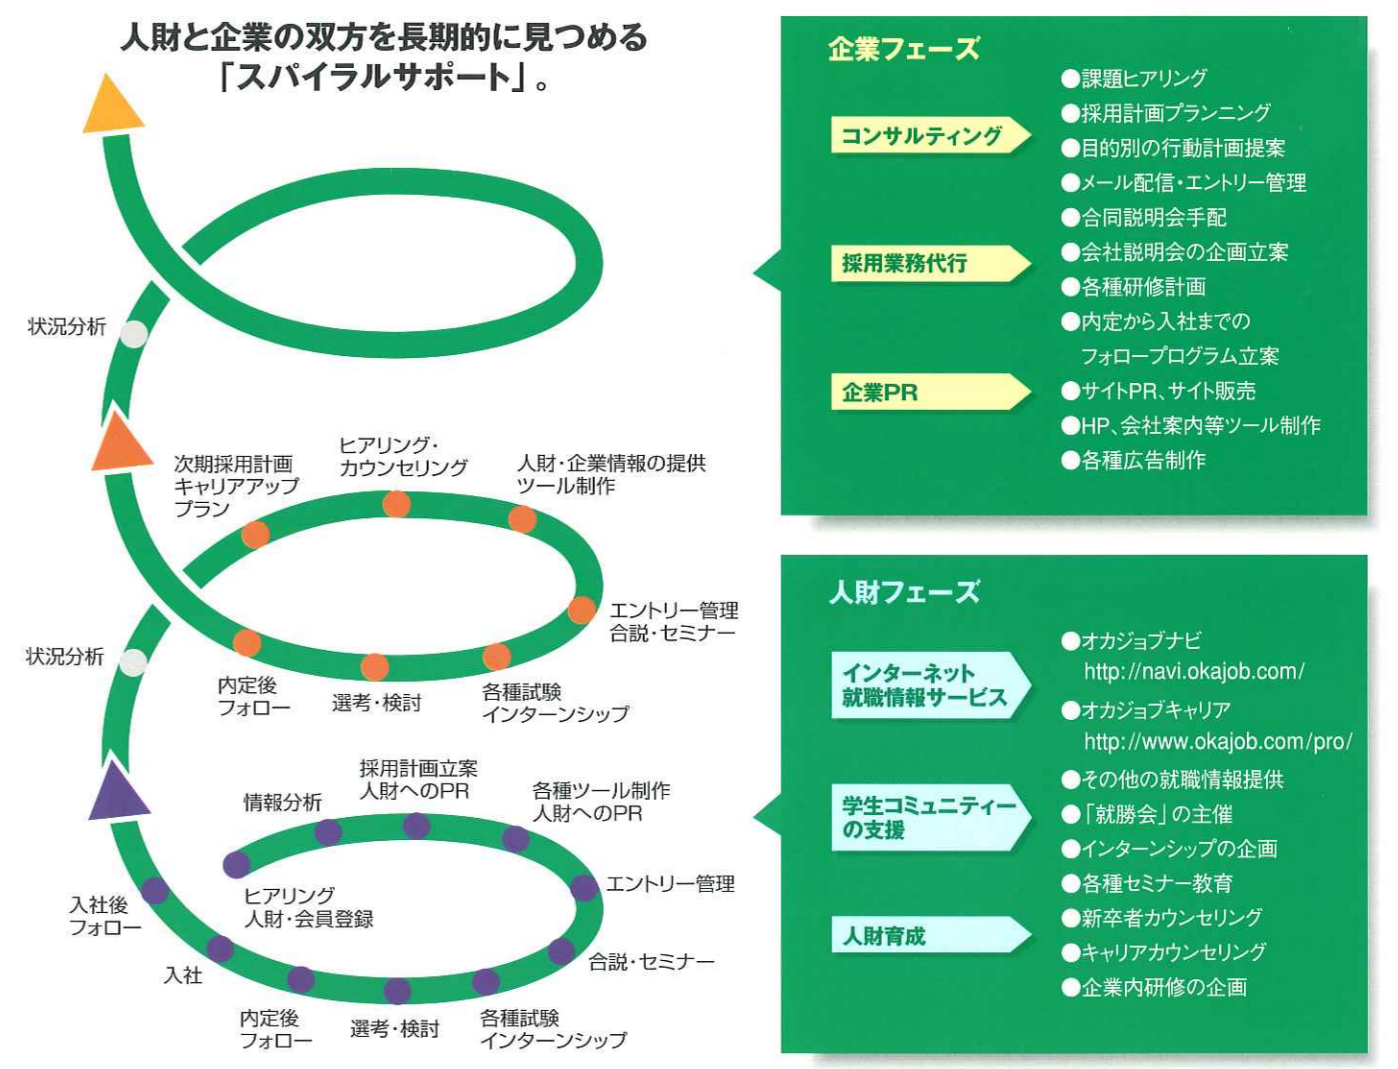 人財と企業の双方を長期的に見つめる
「スパイラルサポート」。
状況分析
次期採用計画
キャリアアップ
プラン
ヒアリング・
カウンセリング
人財・企業情報の提供
ツール制作
エントリー管理
合説・セミナー
各種試験
インターンシップ
選考・検討
内定後
フォロー
状況分析
ヒアリング
人財・会員登録
情報分析
採用計画立案
人財へのPR
各種ツール制作
人財へのPR
エントリー管理
合説・セミナー
各種試験
インターンシップ
選考・検討
内定後
フォロー
入社
入社後
フォロー
企業フェーズ
コンサルティング
採用業務代行
企業PR
●課題ヒアリング
●採用計画プランニング
●目的別の行動計画提案
●メール配信・エントリー管理
●合同説明会手配
●会社説明会の企画立案
●各種研修計画
●内定から入社までの
フォロープログラム立案
●サイトPR、サイト販売
●HP、会社案内等ツール制作
●各種広告制作
人財フェーズ
インターネット
就職情報サービス
学生コミュニティー
の支援
人財育成
●オカジョブナビ
http://navi.okajob.com/
●オカジョブキャリア
http://www.okajob.com/pro/
●その他の就職情報提供
●「就勝会」の主催
●インターンシップの企画
●各種セミナー教育
●新卒者カウンセリング
●キャリアカウンセリング
●企業内研修の企画